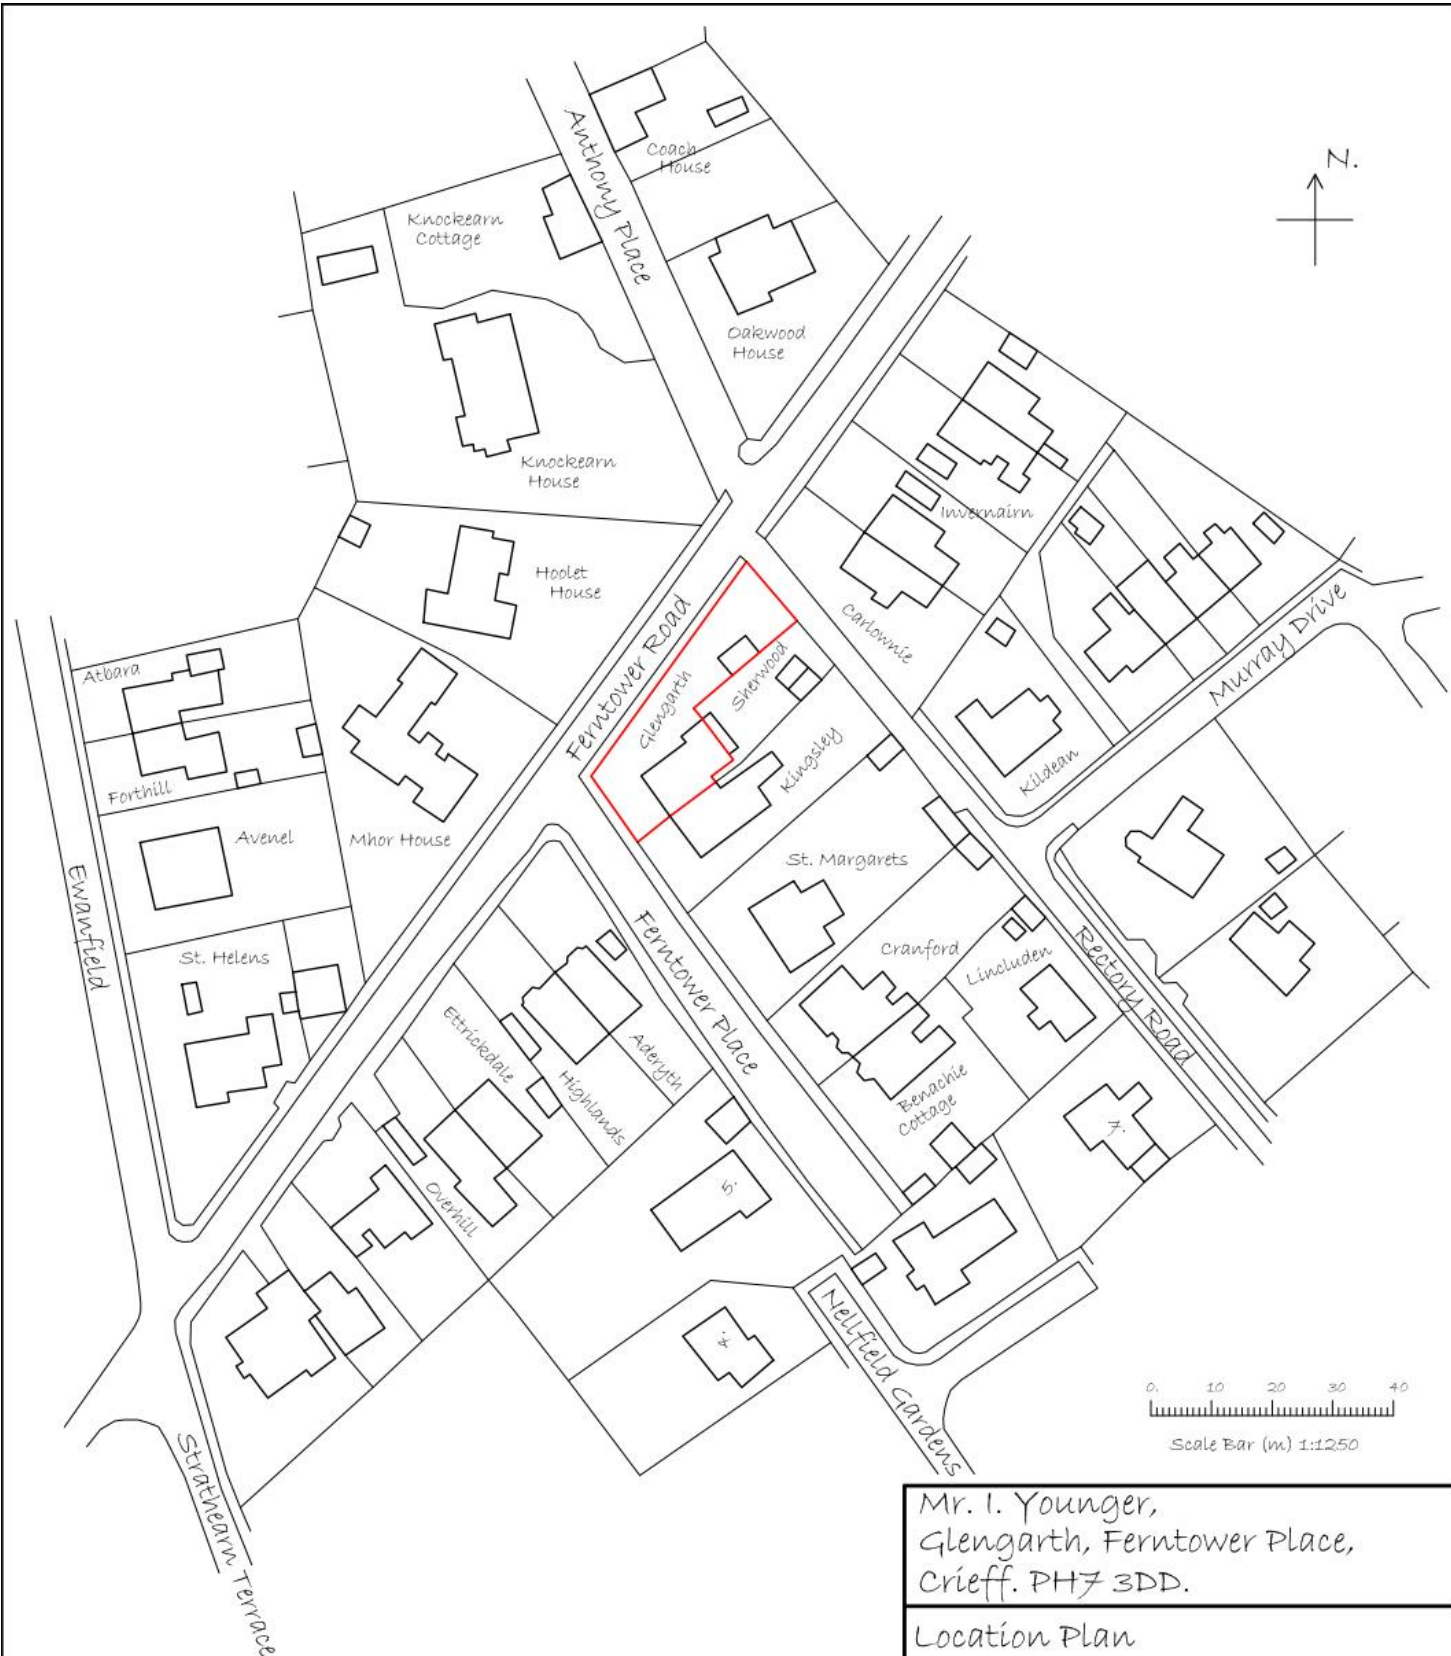 Anthony Place
Coach
House
N.
Knockearn
Cottage
Oakwood
House
Knockearn
House
Invernairn
Hoolet
House
Carlownie
Murray Drive
Atbara
Ferntower Road
Glengarth
Sherwood
Kingsley
Kildean
Forthill
Avenel
Mhor House
St. Margarets
Ewanfield
St. Helens
Ferntower Place
Cranford
Lincluden
Rectory Road
Ettrickdale
Highlands
Aderyth
Benachie
Cottage
7.
Overhill
5.
Nellfield Gardens
0. 10 20 30 40
Scale Bar (m) 1:1250
Strathearn Terrace
Mr. I. Younger,
Glengarth, Ferntower Place,
Crieff. PH7 3DD.
Location Plan